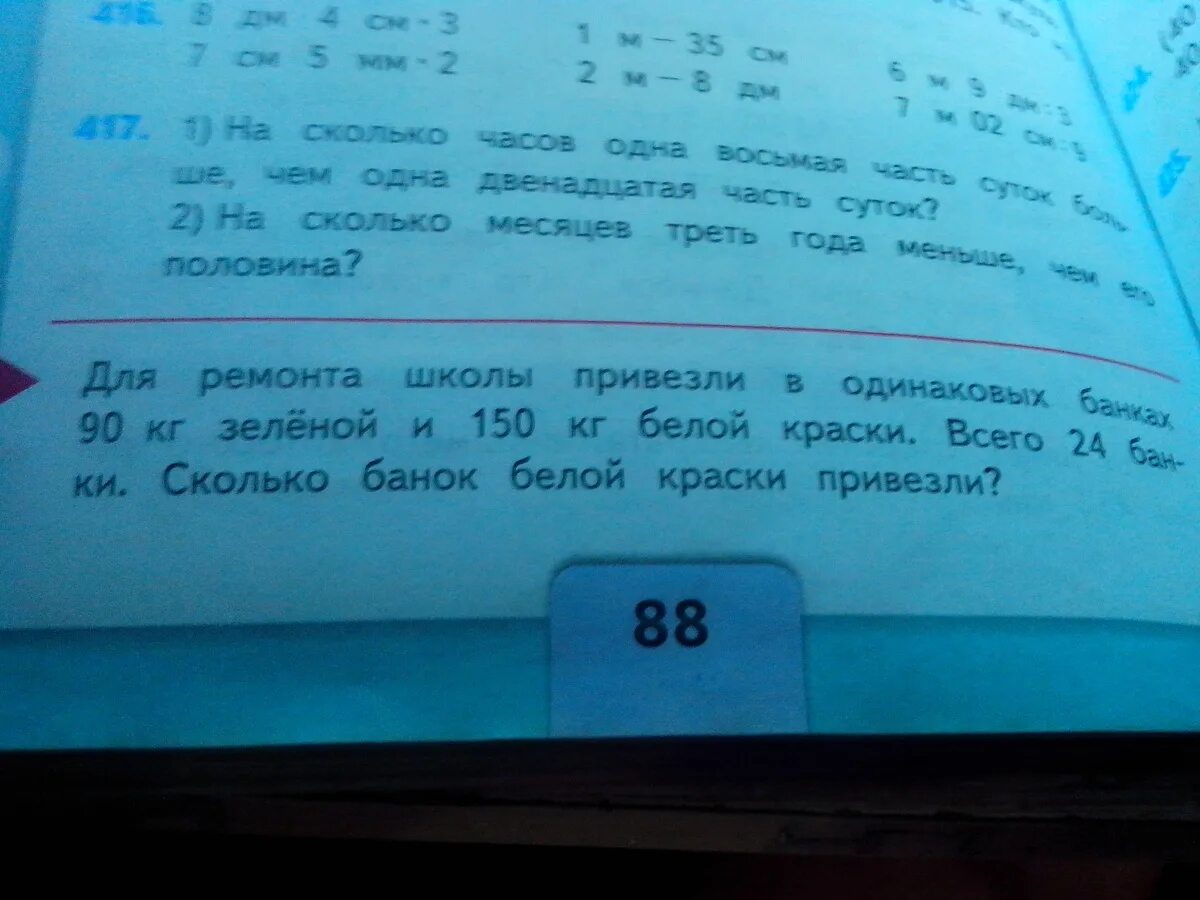 416. 8 дм 4 см · 3
1 м − 35 см
6 м 9 дм : 3
7 см 5 мм · 2
2 м − 8 дм
7 м 02 см :
417. 1) На сколько часов одна восьмая часть суток боль-
ше, чем одна двенадцатая часть суток?
2) На сколько месяцев треть года меньше, чем его
половина?
Для ремонта школы привезли в одинаковых банках
90 кг зелёной и 150 кг белой краски. Всего 24 бан-
ки. Сколько банок белой краски привезли?
88